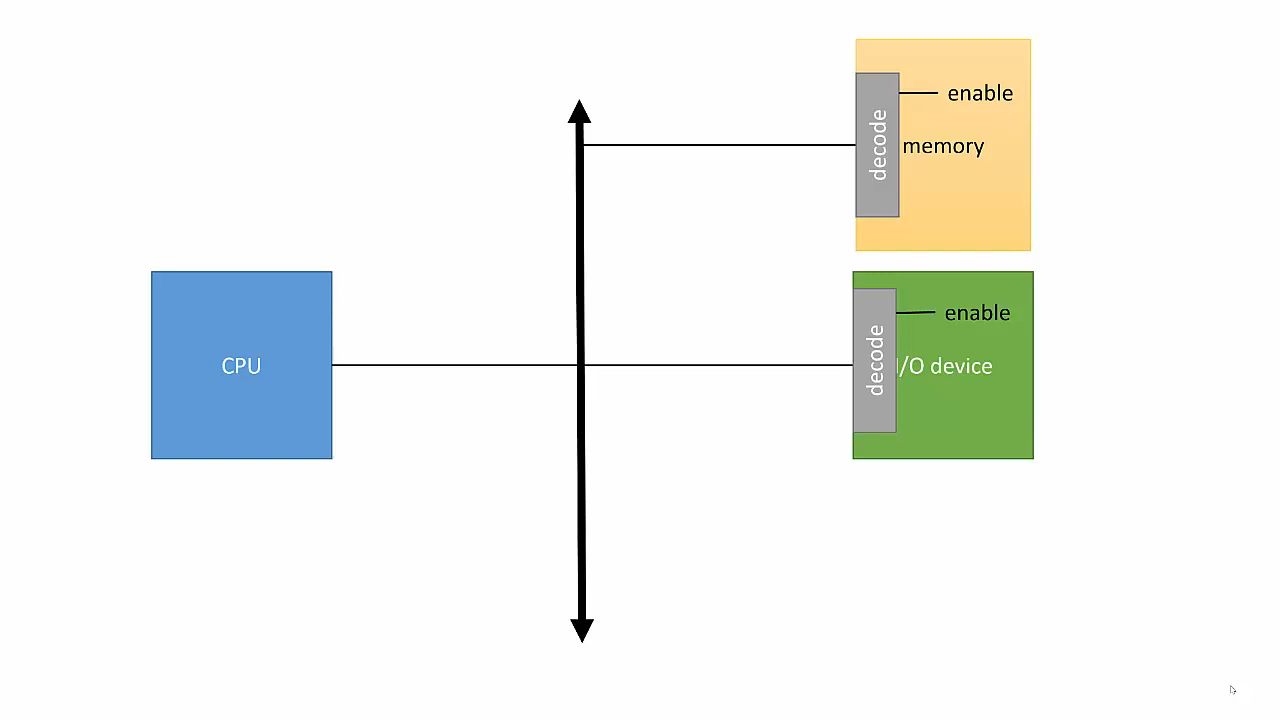 enable
decode
memory
enable
decode
CPU
I/O device